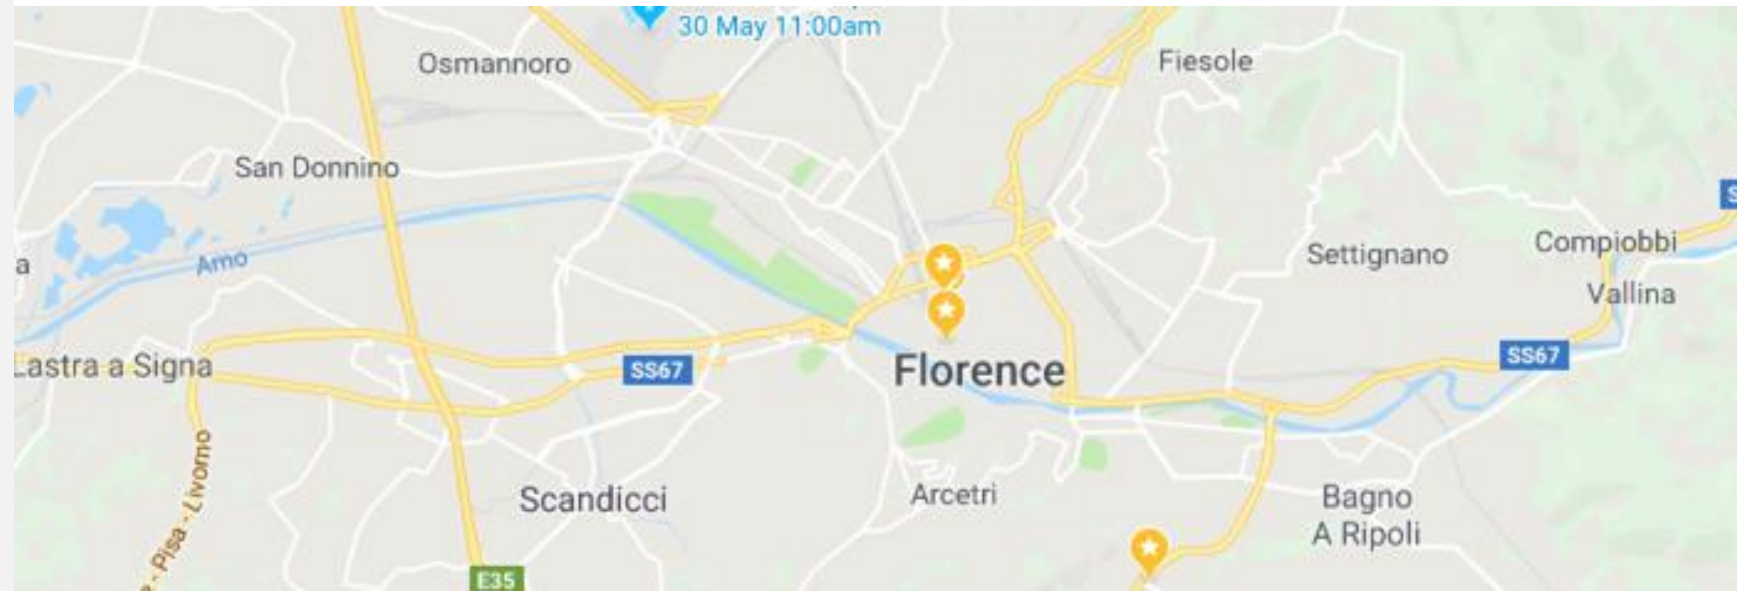 30 May 11:00am
Osmannoro
Fiesole
San Donnino
Settignano
Compiobbi
Arno
a
Vallina
SS67
Lastra a Signa
SS67
Florence
Scandicci
Arcetri
Bagno
A Ripoli
- Pisa - Livorno
E35